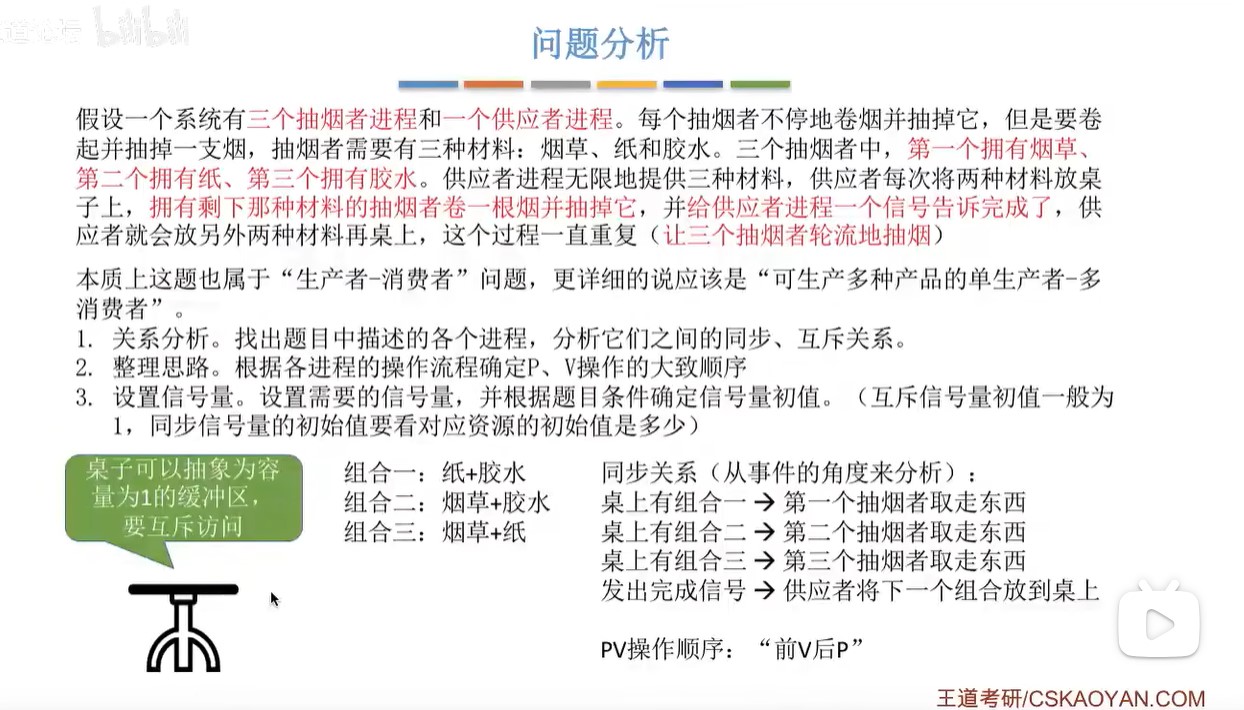 bilibili
问题分析
假设一个系统有三个抽烟者进程和一个供应者进程。每个抽烟者不停地卷烟并抽掉它，但是要卷
起并抽掉一支烟，抽烟者需要有三种材料：烟草、纸和胶水。三个抽烟者中，第一个拥有烟草、
第二个拥有纸、第三个拥有胶水。供应者进程无限地提供三种材料，供应者每次将两种材料放桌
子上，拥有剩下那种材料的抽烟者卷一根烟并抽掉它，并给供应者进程一个信号告诉完成了，供
应者就会放另外两种材料再桌上，这个过程一直重复（让三个抽烟者轮流地抽烟）
本质上这题也属于“生产者-消费者”问题，更详细的说应该是“可生产多种产品的单生产者-多
消费者”。
1. 关系分析。找出题目中描述的各个进程，分析它们之间的同步、互斥关系。
2. 整理思路。根据各进程的操作流程确定P、V操作的大致顺序
3. 设置信号量。设置需要的信号量，并根据题目条件确定信号量初值。（互斥信号量初值一般为
1，同步信号量的初始值要看对应资源的初始值是多少）
桌子可以抽象为容
量为1的缓冲区，
要互斥访问
组合一：纸+胶水
组合二：烟草+胶水
组合三：烟草+纸
同步关系（从事件的角度来分析）：
桌上有组合一 → 第一个抽烟者取走东西
桌上有组合二 → 第二个抽烟者取走东西
桌上有组合三 → 第三个抽烟者取走东西
发出完成信号 → 供应者将下一个组合放到桌上
PV操作顺序：“前V后P”
王道考研/CSKAOYAN.COM